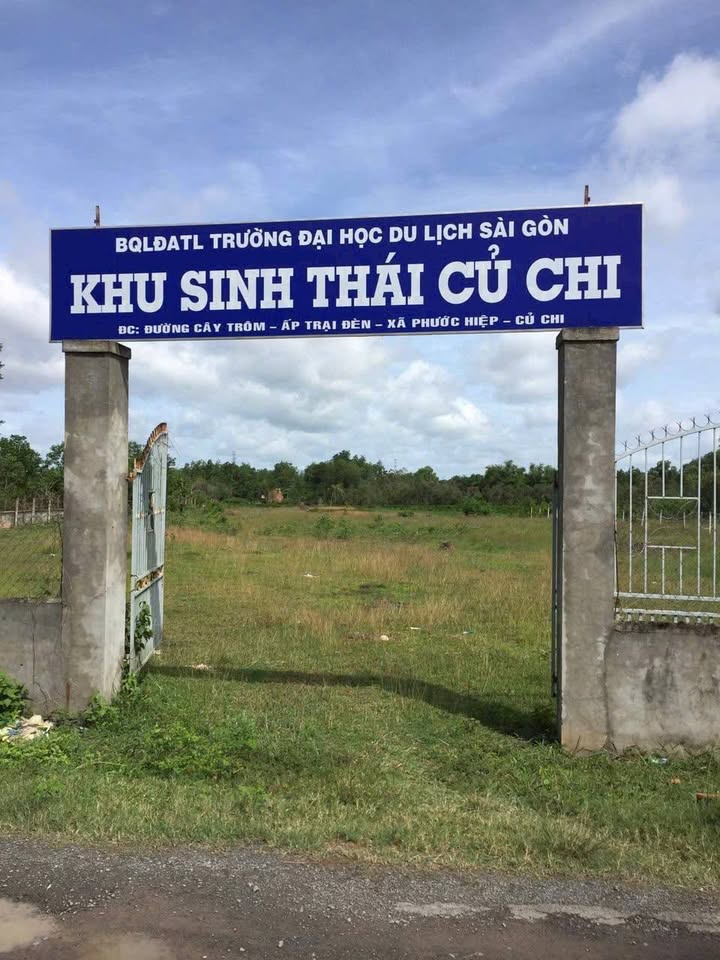 BQLĐATL TRƯỜNG ĐẠI HỌC DU LỊCH SÀI GÒN
KHU SINH THÁI CỦ CHI
ĐC: ĐƯỜNG CÂY TRÔM – ẤP TRẠI ĐÈN – XÃ PHƯỚC HIỆP – CỦ CHI